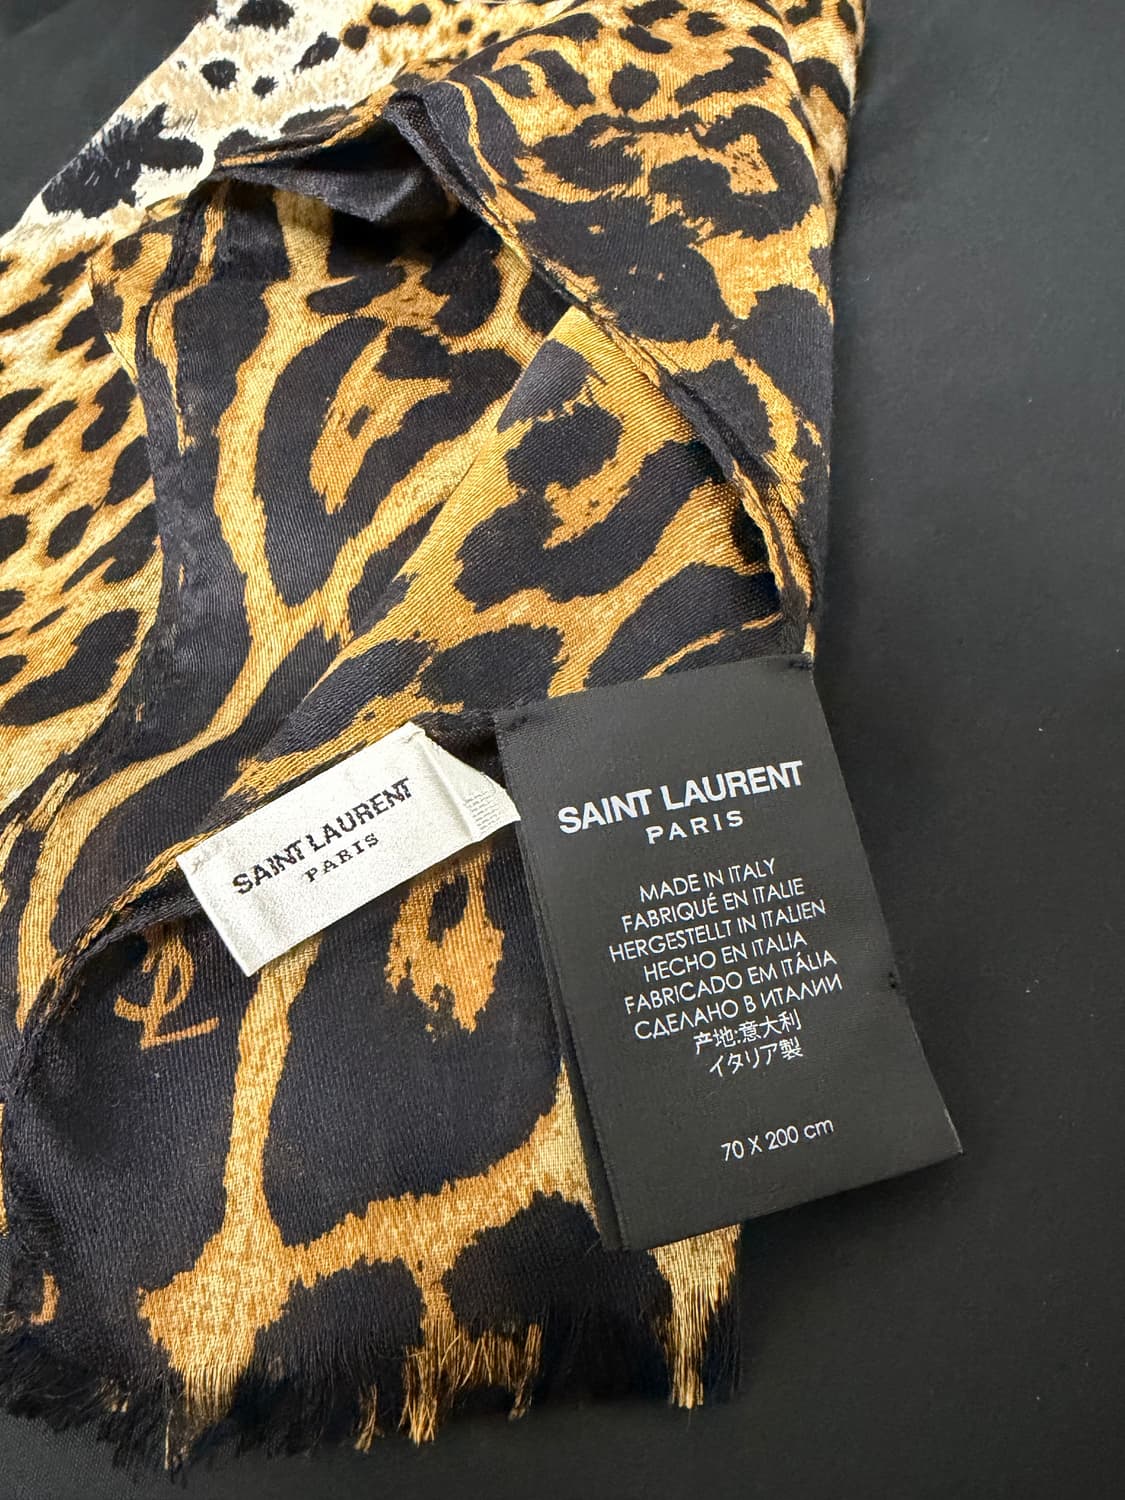 SAINT LAURENT
PARIS
SAINT LAURENT
PARIS
MADE IN ITALY
FABRIQUÉ EN ITALIE
HERGESTELLT IN ITALIEN
HECHO EN ITALIA
FABRICADO EM ITÁLIA
СДЕЛАНО В ИТАЛИИ
产地:意大利
イタリア製
70 X 200 cm
YSL